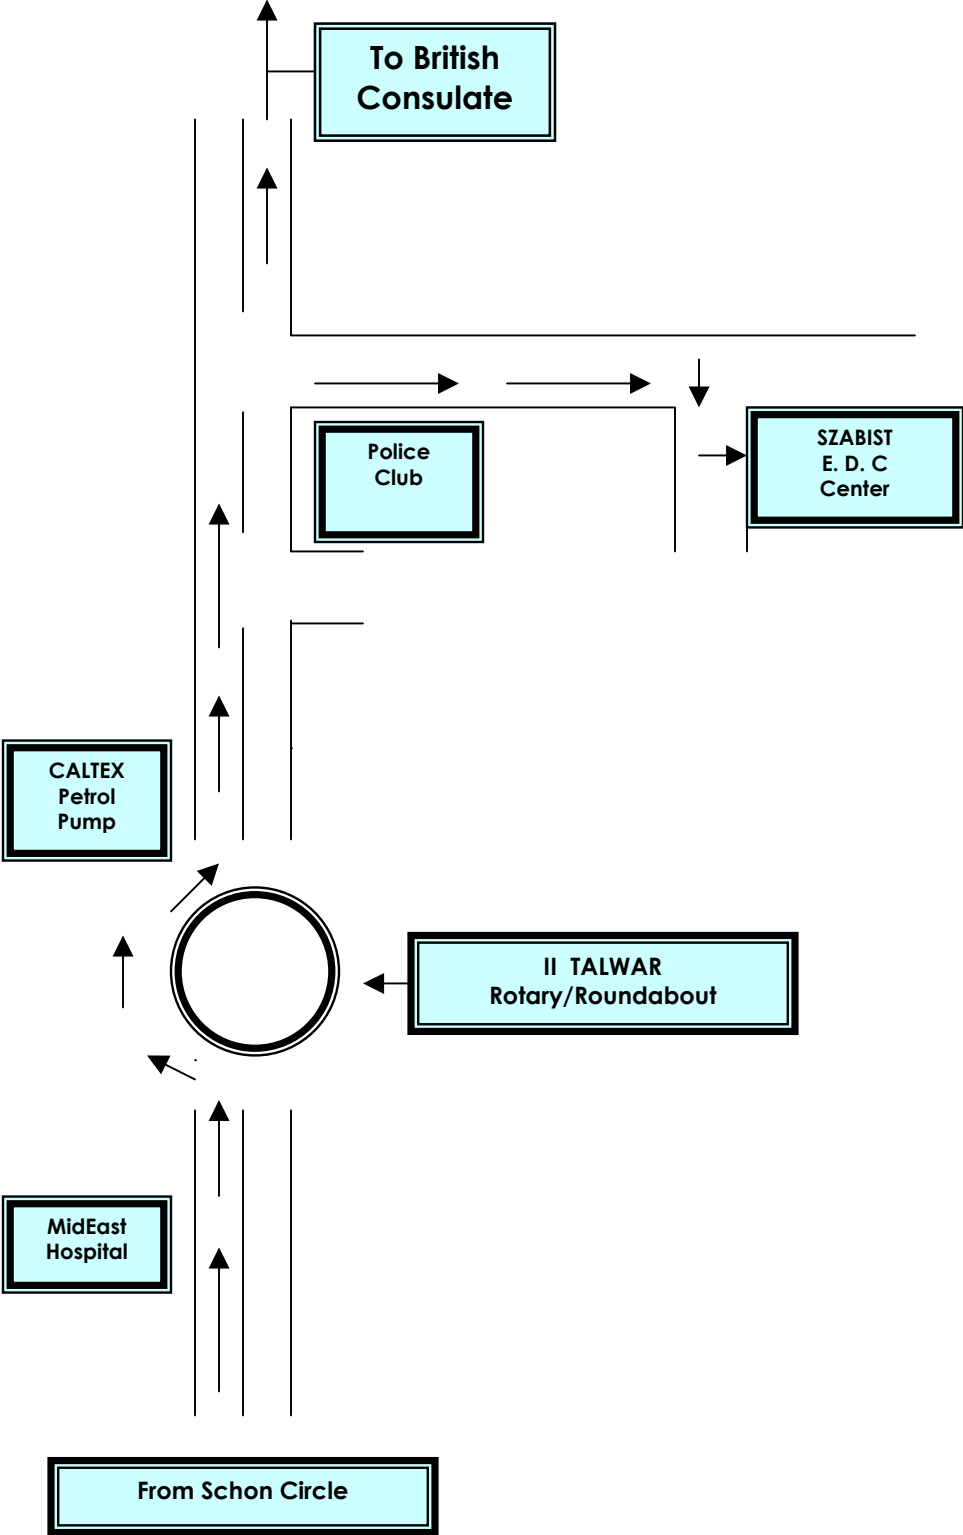 To British
Consulate
Police
Club
SZABIST
E. D. C
Center
CALTEX
Petrol
Pump
II  TALWAR
Rotary/Roundabout
MidEast
Hospital
From Schon Circle